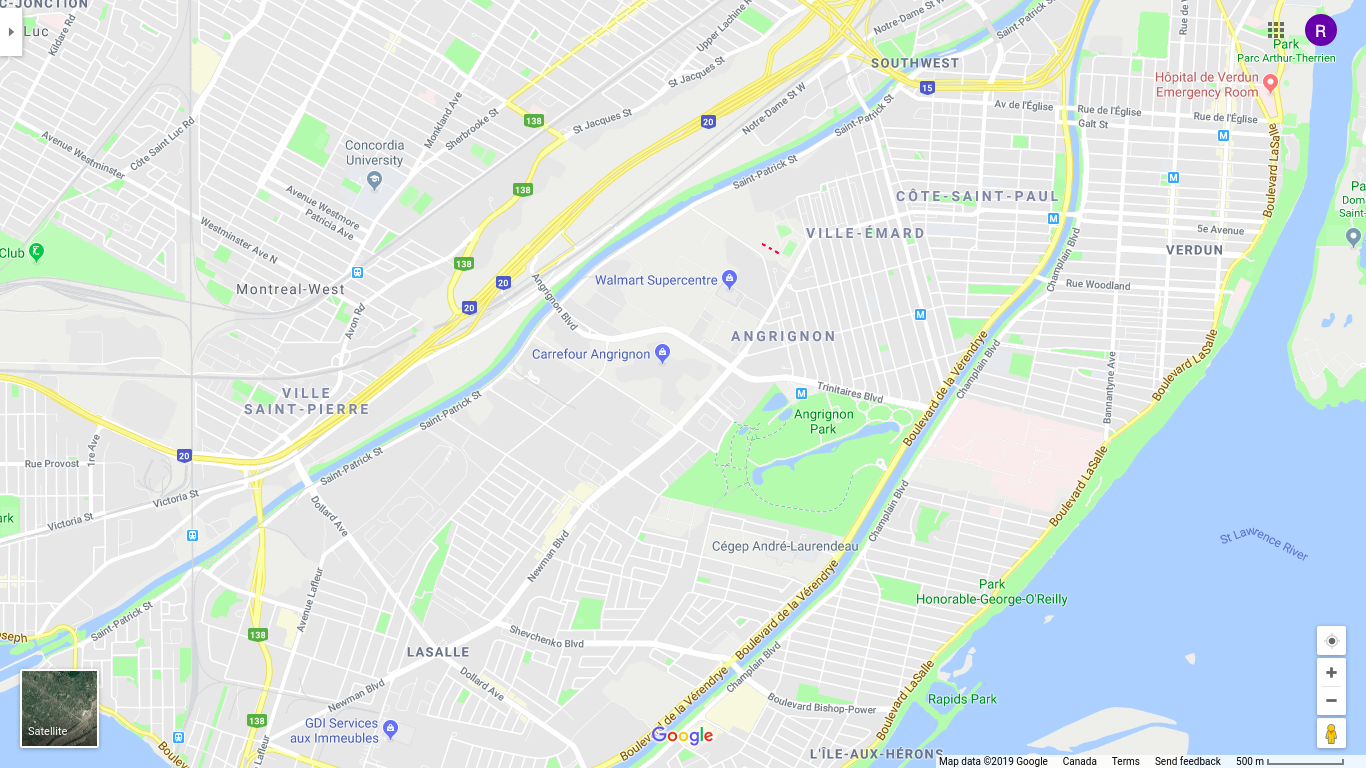 C-JONCTION
Luc
Kildare Rd
Upper Lachine R
Notre-Dame St W
Saint-Patrick St
Rue de
R
Park
Parc Arthur-Therrien
SOUTHWEST
St Jacques St
15
Hôpital de Verdun
Emergency Room
Av de l'Église
Rue de l'Église
Rue de l'Église
Galt St
M
138
20
St Jacques St
Notre-Dame St W
Saint-Patrick St
Monkland Ave
Sherbrooke St
Côte Saint Luc Rd
Avenue Westminster
Concordia
University
Saint-Patrick St
138
M
Boulevard LaSalle
Pa
Dom
Saint-
Avenue Westmore
Patricia Ave
CÔTE-SAINT-PAUL
M
Westminster Ave N
VILLE-ÉMARD
5e Avenue
Club
VERDUN
138
Champlain Blvd
Montreal-West
20
Walmart Supercentre
Rue Woodland
Angrignon Blvd
20
M
Avon Rd
ANGRIGNON
Carrefour Angrignon
Boulevard de la Vérendrye
Champlain Blvd
Bannantyne Ave
Boulevard LaSalle
VILLE
SAINT-PIERRE
M
Trinitaires Blvd
Saint-Patrick St
Angrignon
Park
1re Ave
Rue Provost
20
Saint-Patrick St
Boulevard LaSalle
Victoria St
Victoria St
ark
Dollard Ave
Champlain Blvd
Newman Blvd
Cégep André-Laurendeau
St Lawrence River
Avenue Lafleur
Park
Honorable-George-O'Reilly
Saint-Patrick St
oseph
138
Shevchenko Blvd
Boulevard de la Vérendrye
LASALLE
Champlain Blvd
Boulevard LaSalle
Newman Blvd
Dollard Ave
Boulevard Bishop-Power
Rapids Park
Satellite
138
GDI Services
aux Immeubles
Boulevard de la Vérendrye
Google
Lafleur
Boulev
L'ÎLE-AUX-HÉRONS
Map data ©2019 Google Canada Terms Send feedback 500 m